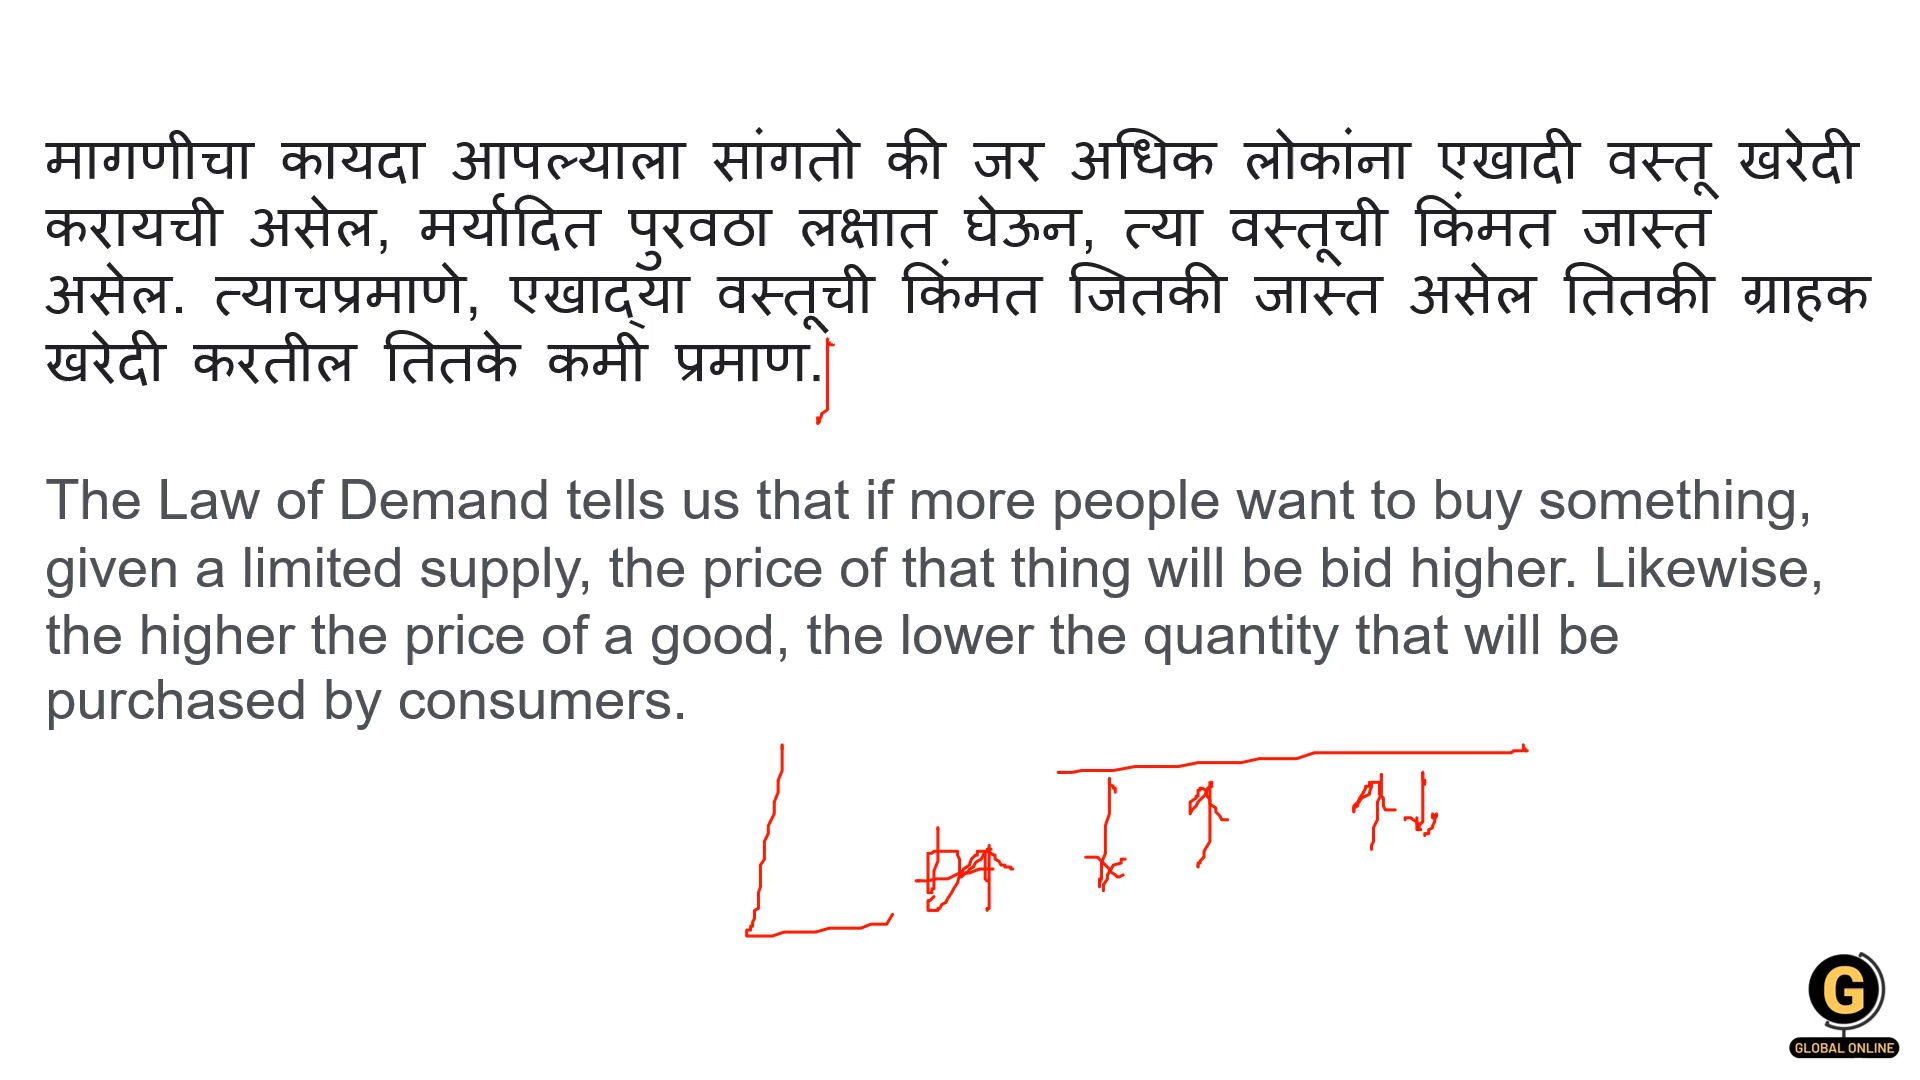 मागणीचा कायदा आपल्याला सांगतो की जर अधिक लोकांना एखादी वस्तू खरेदी
करायची असेल, मर्यादित पुरवठा लक्षात घेऊन, त्या वस्तूची किंमत जास्त
असेल. त्याचप्रमाणे, एखाद्या वस्तूची किंमत जितकी जास्त असेल तितकी ग्राहक
खरेदी करतील तितके कमी प्रमाण.
The Law of Demand tells us that if more people want to buy something,
given a limited supply, the price of that thing will be bid higher. Likewise,
the higher the price of a good, the lower the quantity that will be
purchased by consumers.
G
GLOBAL ONLINE